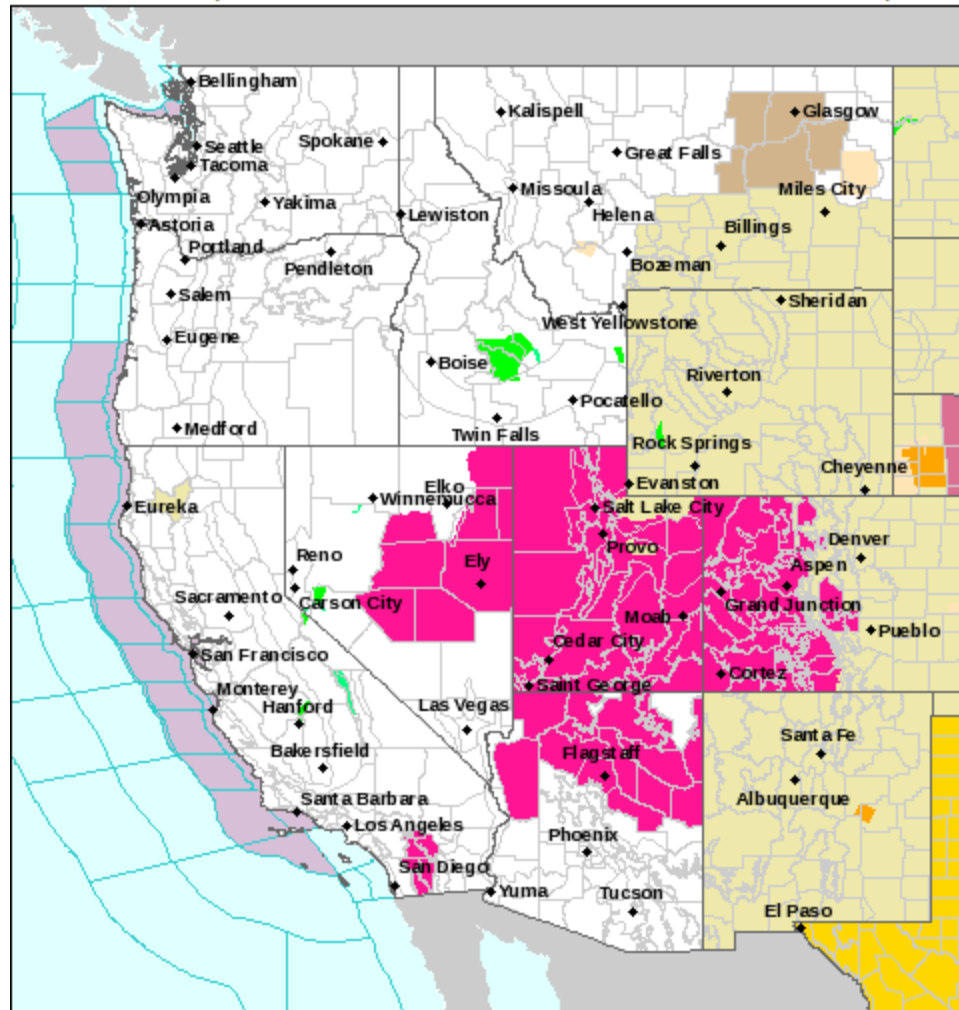 Bellingham
Kalispell
Glasgow
Seattle
Spokane
Great Falls
Tacoma
Missoula
Miles City
Olympia
Yakima
Lewiston
Helena
Astoria
Billings
Portland
Pendleton
Bozeman
Salem
Sheridan
West Yellowstone
Eugene
Boise
Riverton
Pocatello
Medford
Twin Falls
Rock Springs
Cheyenne
Elko
Evanston
Winnemucca
Eureka
Salt Lake City
Denver
Provo
Reno
Ely
Aspen
Sacramento
Carson City
Grand Junction
Moab
Pueblo
Cedar City
San Francisco
Cortez
Saint George
Monterey
Hanford
Las Vegas
Santa Fe
Bakersfield
Flagstaff
Albuquerque
Santa Barbara
Los Angeles
Phoenix
San Diego
Yuma
Tucson
El Paso